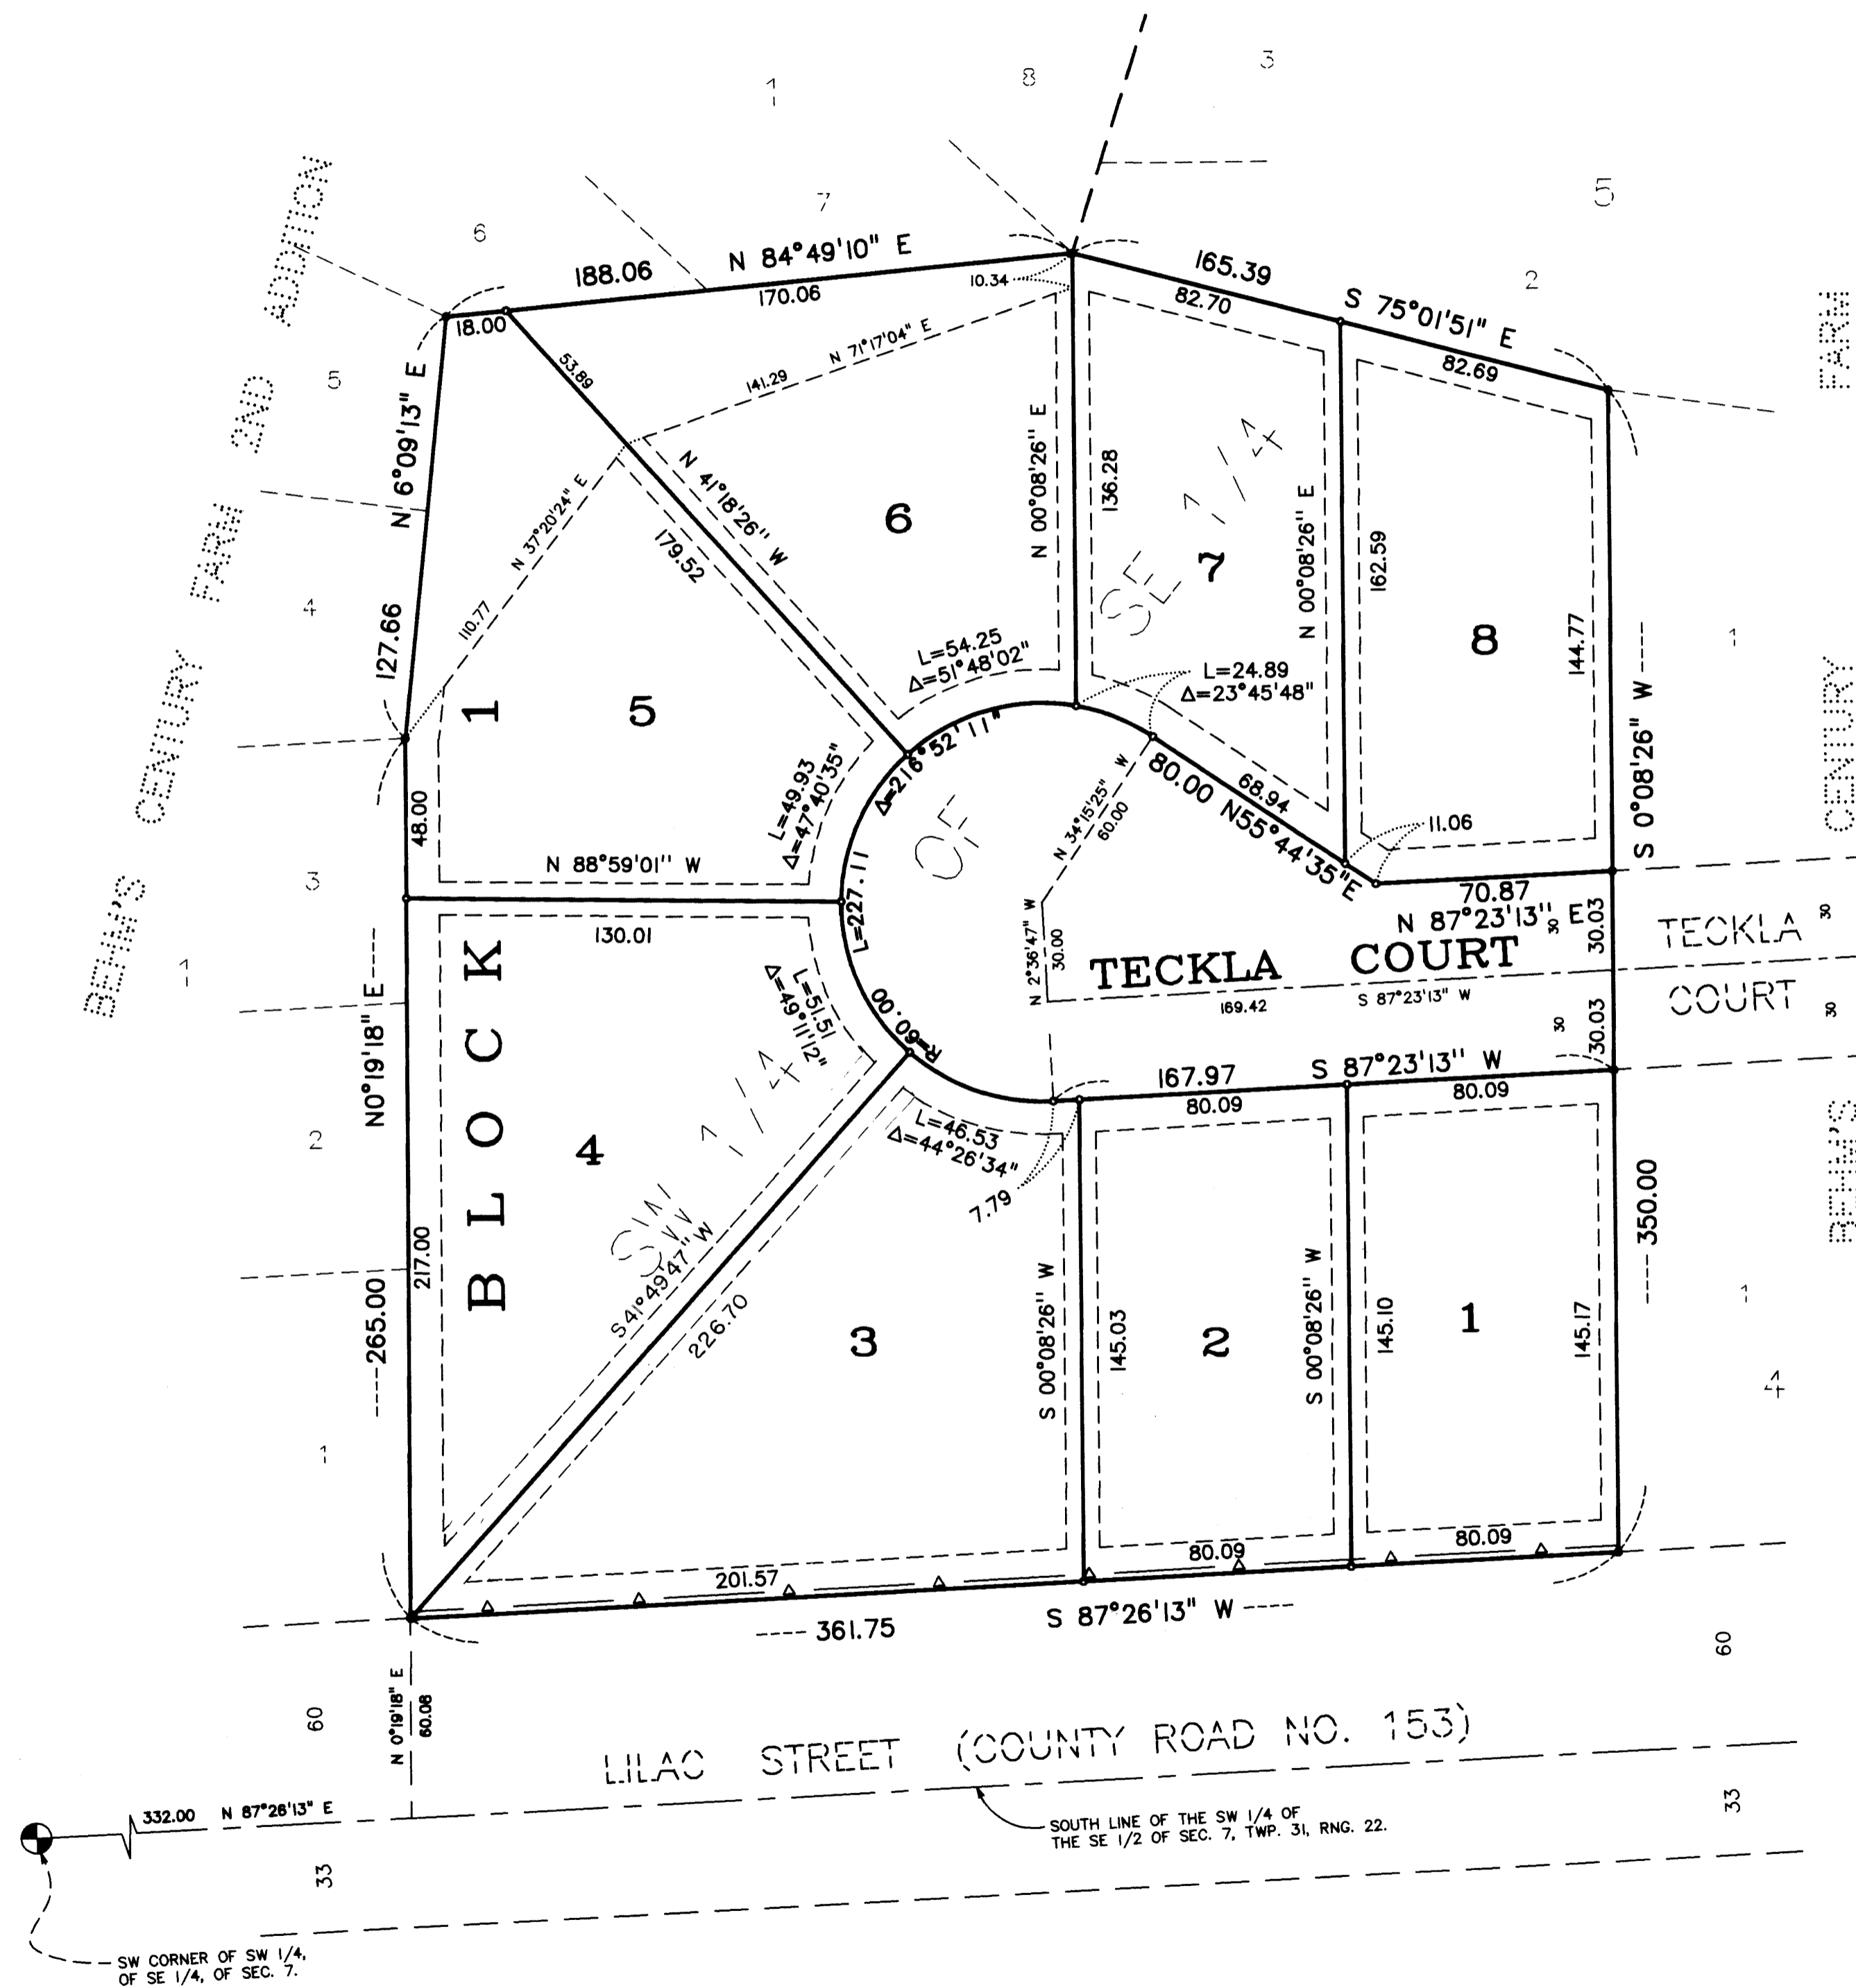 1
8
3
7
6
5
2
BEHM'S CENTURY FARM 2ND ADDITION
FARM
188.06
N 84°49'10" E
170.06
18.00
10.34
165.39
82.70
S 75°01'51" E
82.69
53.89
N 71°17'04" E
141.29
5
N 6°09'13" E
127.66
N 37°20'24" E
110.77
N 41°18'26" W
179.52
6
N 00°08'26" E
136.28
SE 1/4
7
N 00°08'26" E
162.59
8
144.77
S 0°08'26" W
1
CENTURY
4
1
5
L=54.25
Δ=51°48'02"
L=24.89
Δ=23°45'48"
L=49.93
Δ=47°40'35"
Δ=216°52'11"
L=227.11
R=60.00
OF
80.00 N55°44'35"E
68.94
11.06
N 34°15'25" W
60.00
48.00
N 88°59'01" W
130.01
3
1
N 2°36'47" W
30.00
70.87
N 87°23'13" E
30
30.03
TECKLA COURT
TECKLA
30
COURT
30
169.42
S 87°23'13" W
30
30.03
L=51.51
Δ=49°11'12"
N0°19'18" E
BLOCK
4
SW 1/4
2
L=46.53
Δ=44°26'34"
7.79
167.97
S 87°23'13" W
80.09
80.09
BEHM'S
217.00
265.00
S41°49'47" W
226.70
3
S 00°08'26" W
145.03
2
S 00°08'26" W
145.10
1
145.17
350.00
1
4
1
201.57
80.09
80.09
361.75
S 87°26'13" W
60
N 0°19'18" E
60.08
60
LILAC STREET (COUNTY ROAD NO. 153)
332.00 N 87°26'13" E
SOUTH LINE OF THE SW 1/4 OF
THE SE 1/2 OF SEC. 7, TWP. 31, RNG. 22.
33
33
SW CORNER OF SW 1/4,
OF SE 1/4, OF SEC. 7.